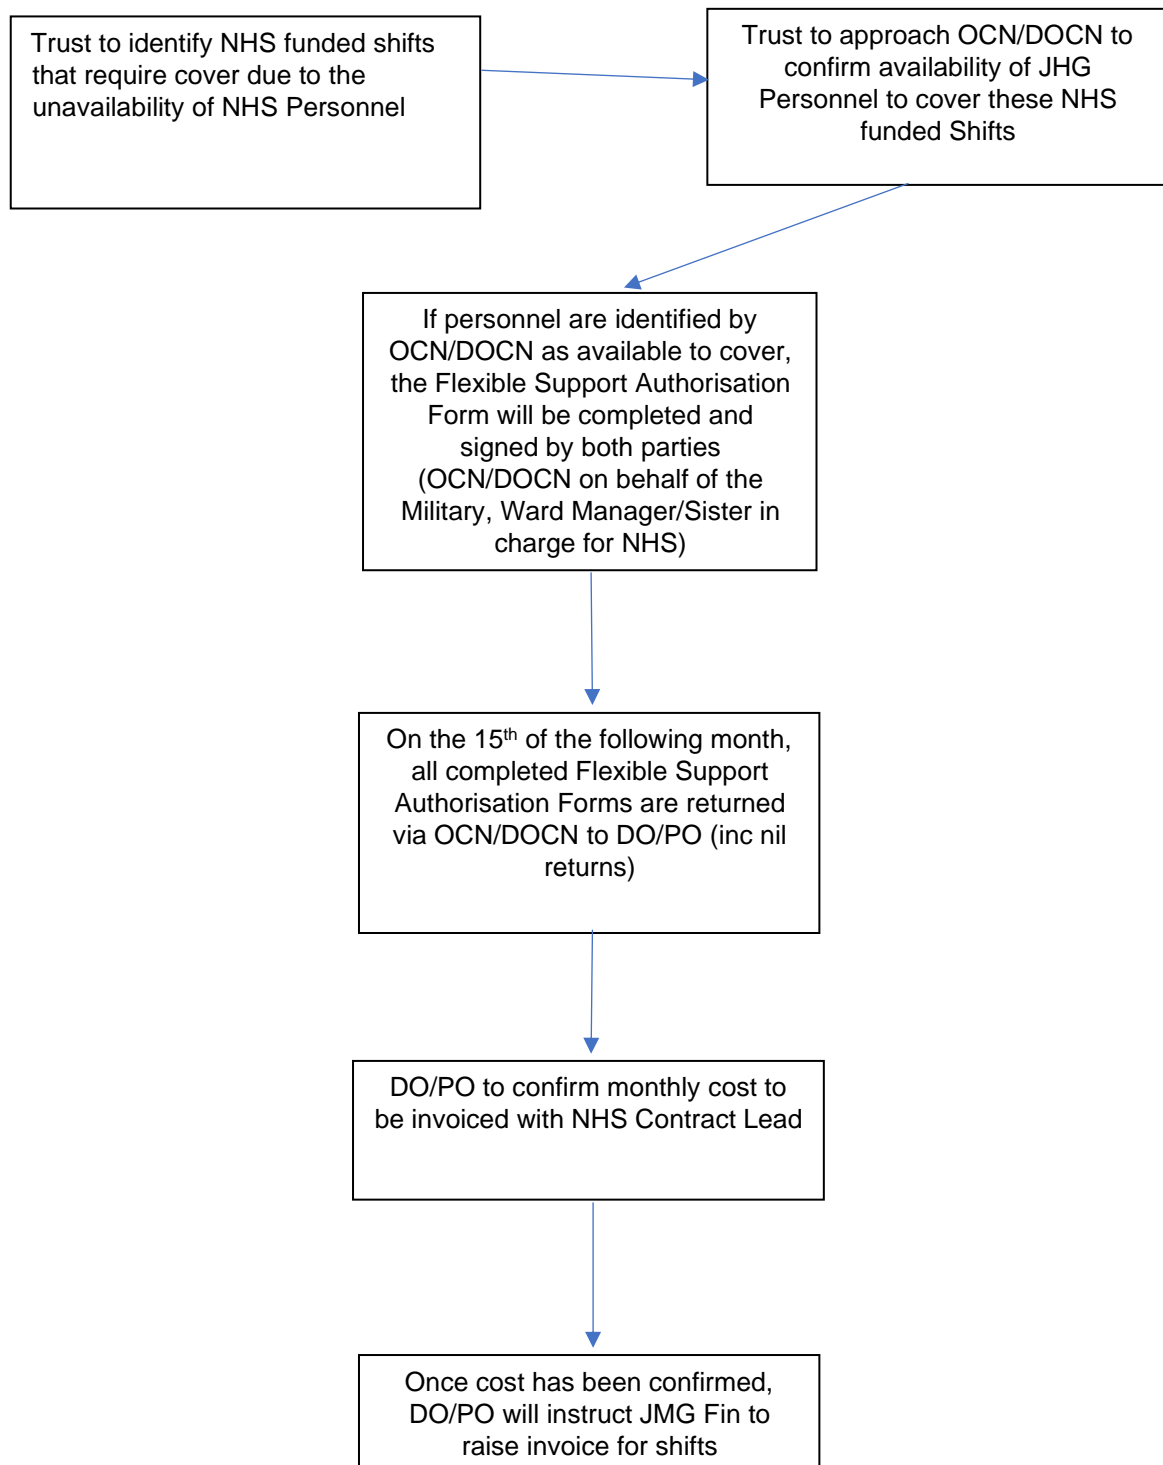 Trust to identify NHS funded shifts
that require cover due to the
unavailability of NHS Personnel
Trust to approach OCN/DOCN to
confirm availability of JHG
Personnel to cover these NHS
funded Shifts
If personnel are identified by
OCN/DOCN as available to cover,
the Flexible Support Authorisation
Form will be completed and
signed by both parties
(OCN/DOCN on behalf of the
Military, Ward Manager/Sister in
charge for NHS)
On the 15th of the following month,
all completed Flexible Support
Authorisation Forms are returned
via OCN/DOCN to DO/PO (inc nil
returns)
DO/PO to confirm monthly cost to
be invoiced with NHS Contract Lead
Once cost has been confirmed,
DO/PO will instruct JMG Fin to
raise invoice for shifts